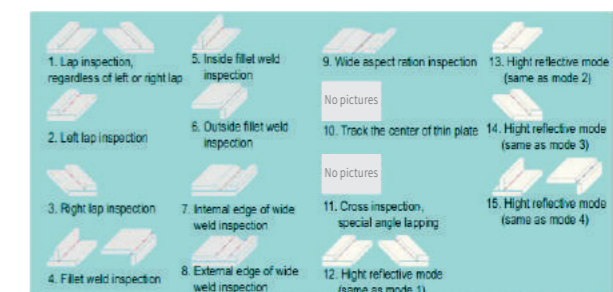 1. Lap inspection,
regardless of left or right lap
2. Left lap inspection
3. Right lap inspection
4. Fillet weld inspection
5. Inside fillet weld
inspection
6. Outside fillet weld
inspection
7. Internal edge of wide
weld inspection
8. External edge of wide
weld inspection
9. Wide aspect ration inspection
No pictures
10. Track the center of thin plate
No pictures
11. Cross inspection,
special angle lapping
12. Hight reflective mode
(same as mode 1)
13. Hight reflective mode
(same as mode 2)
14. Hight reflective mode
(same as mode 3)
15. Hight reflective mode
(same as mode 4)